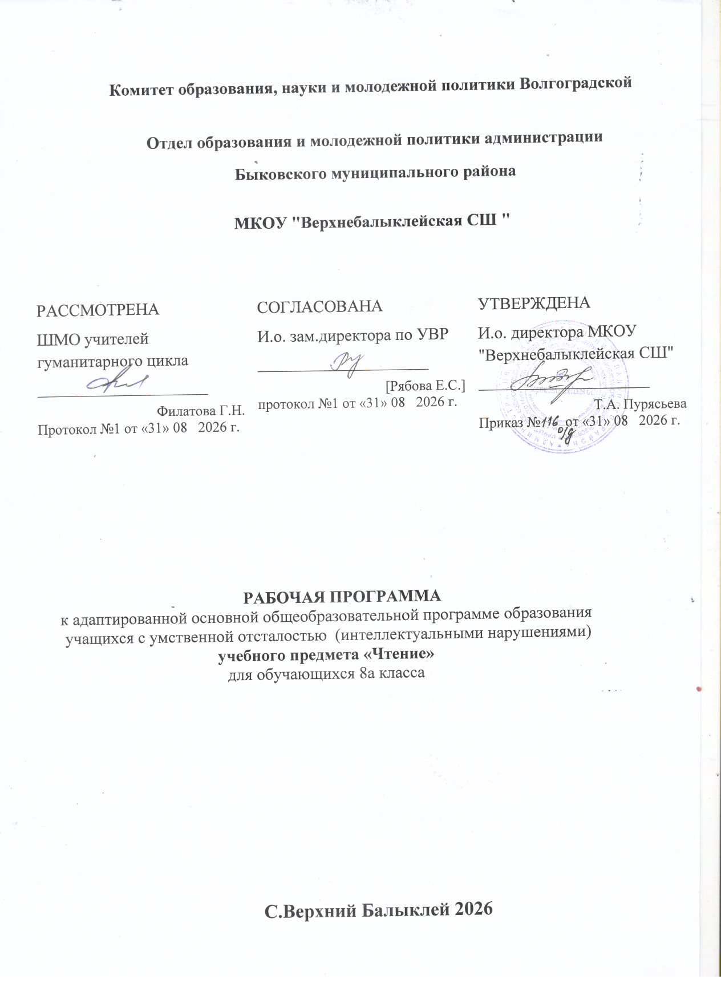 Комитет образования, науки и молодежной политики Волгоградской
Отдел образования и молодежной политики администрации
Быковского муниципального района
МКОУ "Верхнебалыклейская СШ "
РАССМОТРЕНА
ШМО учителей
гуманитарного цикла
Филатова Г.Н.
Протокол №1 от «31» 08 2026 г.
СОГЛАСОВАНА
И.о. зам.директора по УВР
[Рябова Е.С.]
протокол №1 от «31» 08 2026 г.
УТВЕРЖДЕНА
И.о. директора МКОУ
"Верхнебалыклейская СШ"
Т.А. Пурясьева
Приказ №116 о/д от «31» 08 2026 г.
РАБОЧАЯ ПРОГРАММА
к адаптированной основной общеобразовательной программе образования
учащихся с умственной отсталостью (интеллектуальными нарушениями)
учебного предмета «Чтение»
для обучающихся 8а класса
С.Верхний Балыклей 2026